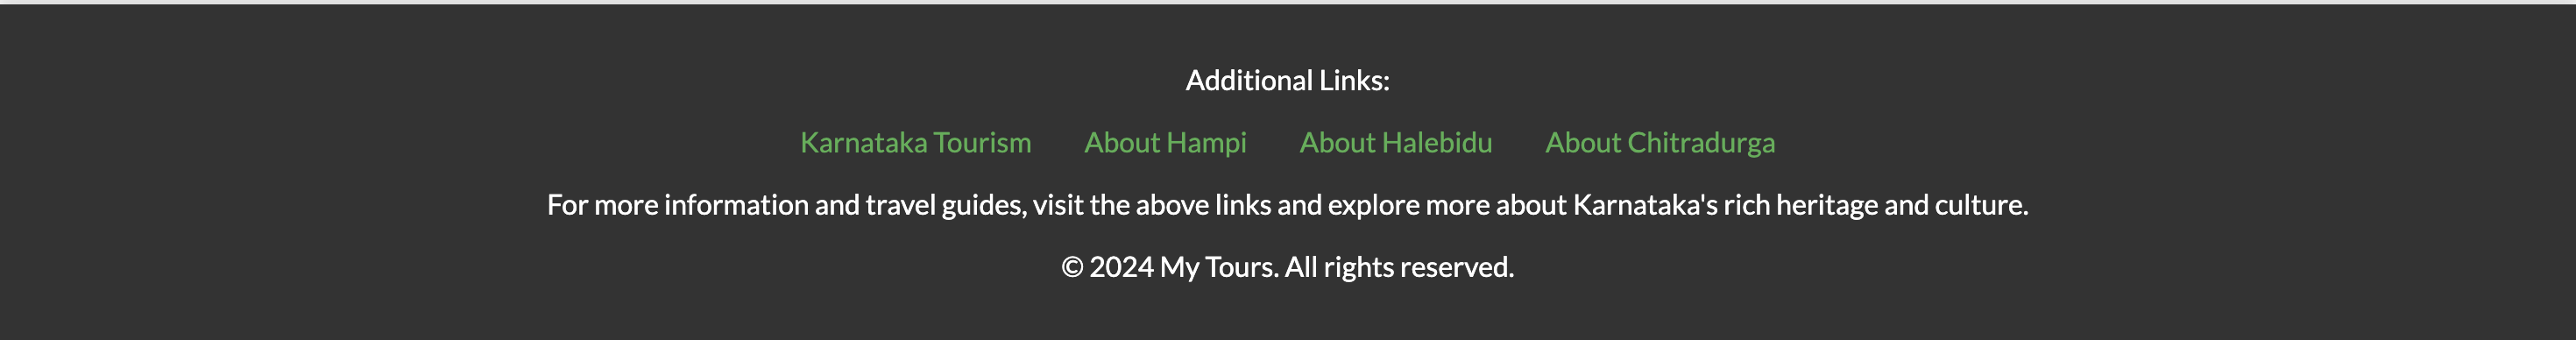 Additional Links:
Karnataka Tourism About Hampi About Halebidu About Chitradurga
For more information and travel guides, visit the above links and explore more about Karnataka's rich heritage and culture.
© 2024 My Tours. All rights reserved.